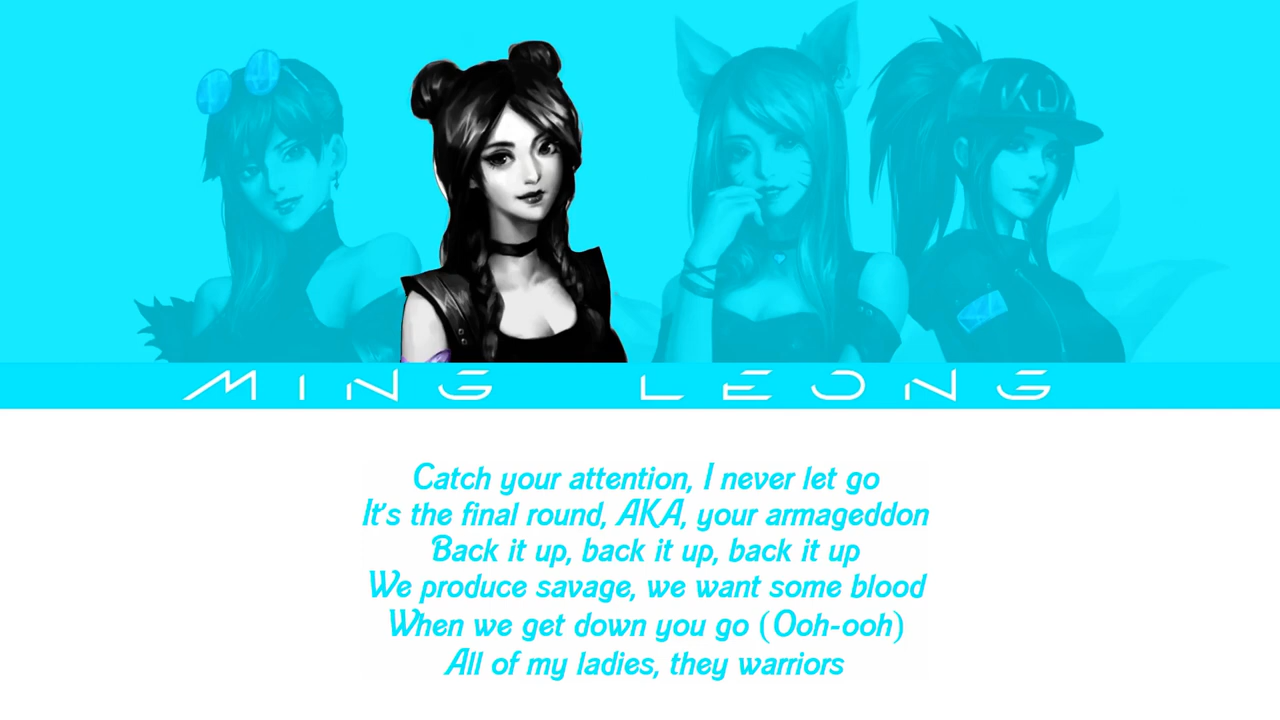 KD
MING LEONG
Catch your attention, I never let go
It's the final round, AKA, your armageddon
Back it up, back it up, back it up
We produce savage, we want some blood
When we get down you go (Ooh-ooh)
All of my ladies, they warriors